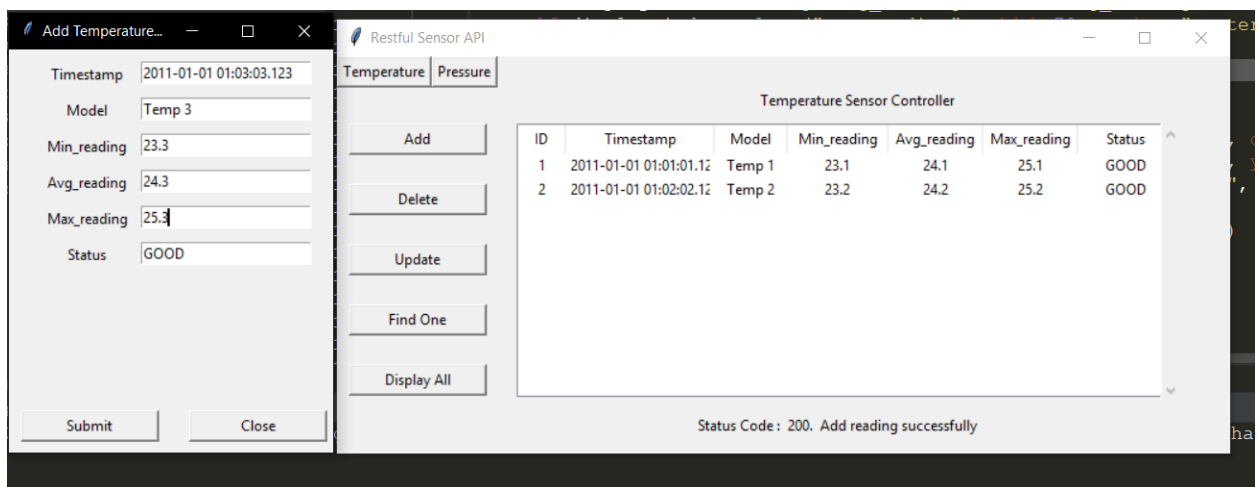 Add Temperature...
Timestamp 2011-01-01 01:03:03.123
Model Temp 3
Min_reading 23.3
Avg_reading 24.3
Max_reading 25.3
Status GOOD
Submit Close
Restful Sensor API
Temperature Pressure
Temperature Sensor Controller
Add
Delete
Update
Find One
Display All
ID Timestamp Model Min_reading Avg_reading Max_reading Status
1 2011-01-01 01:01:01.12 Temp 1 23.1 24.1 25.1 GOOD
2 2011-01-01 01:02:02.12 Temp 2 23.2 24.2 25.2 GOOD
Status Code : 200. Add reading successfully